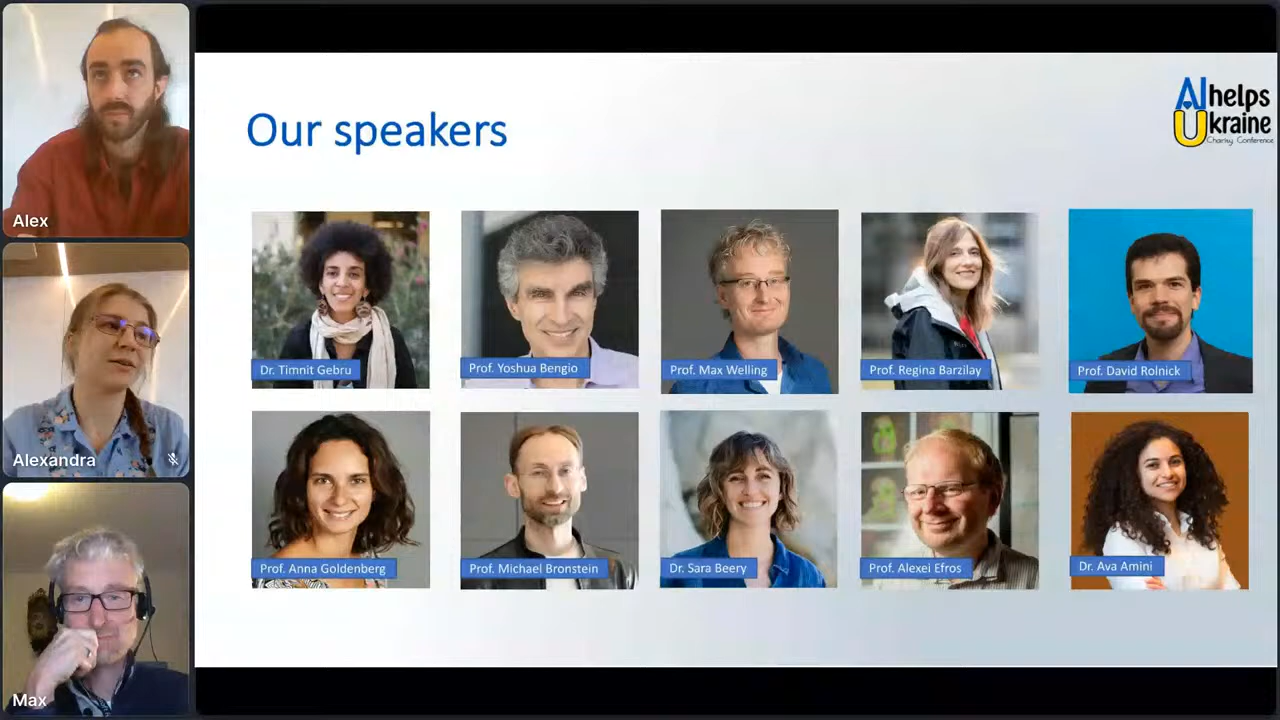 Alex
Alexandra
Max
Our speakers
AI helps
Ukraine
Charity Conference
Dr. Timnit Gebru
Prof. Yoshua Bengio
Prof. Max Welling
Prof. Regina Barzilay
Prof. David Rolnick
Prof. Anna Goldenberg
Prof. Michael Bronstein
Dr. Sara Beery
Prof. Alexei Efros
Dr. Ava Amini